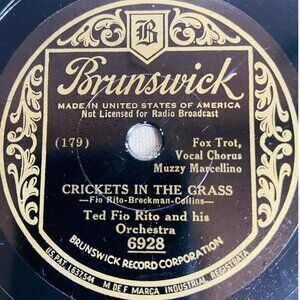 B
Brunswick
MADE IN UNITED STATES OF AMERICA
Not Licensed for Radio Broadcast
(179)
Fox Trot,
Vocal Chorus
Muzzy Marcellino
CRICKETS IN THE GRASS
—Fio Rito-Brockman-Collins—
Ted Fio Rito and his
Orchestra
6928
BRUNSWICK RECORD CORPORATION
U.S. PAT. 1637544 M DE F MARCA INDUSTRIAL REGISTRADA